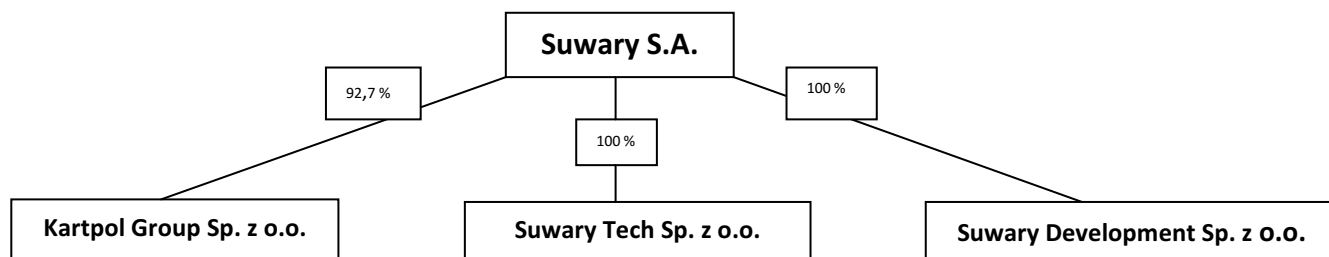 Suwary S.A.
92,7 %
100 %
100 %
Kartpol Group Sp. z o.o.
Suwary Tech Sp. z o.o.
Suwary Development Sp. z o.o.